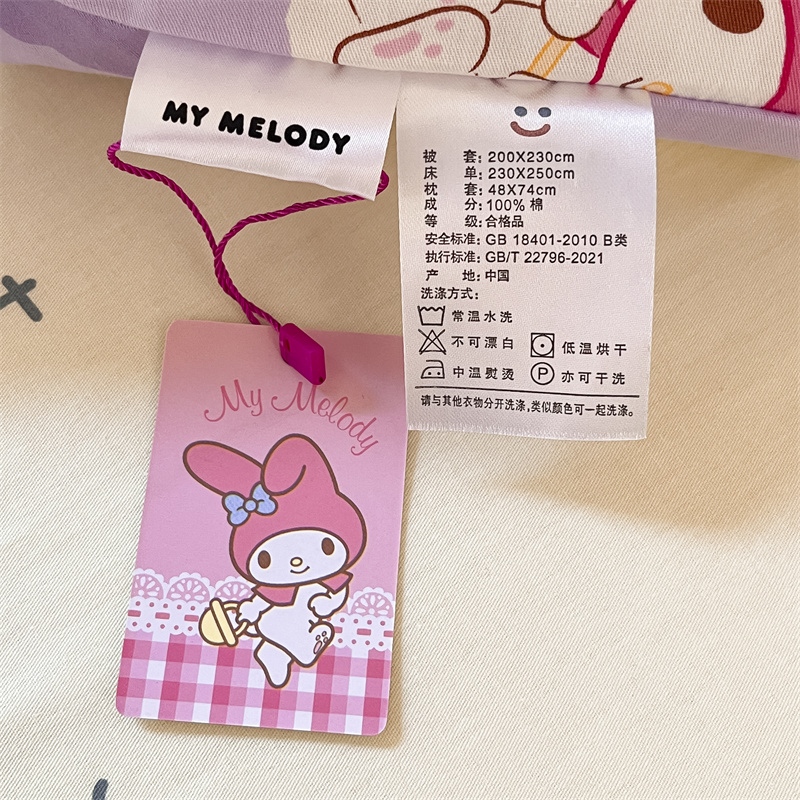 MY MELODY
被 套: 200X230cm
床 单: 230X250cm
枕 套: 48X74cm
成 分: 100% 棉
等 级: 合格品
安全标准: GB 18401-2010 B类
执行标准: GB/T 22796-2021
产 地: 中国
洗涤方式:
常温水洗
不可漂白 低温烘干
中温熨烫 P 亦可干洗
请与其他衣物分开洗涤,类似颜色可一起洗涤。
My Melody